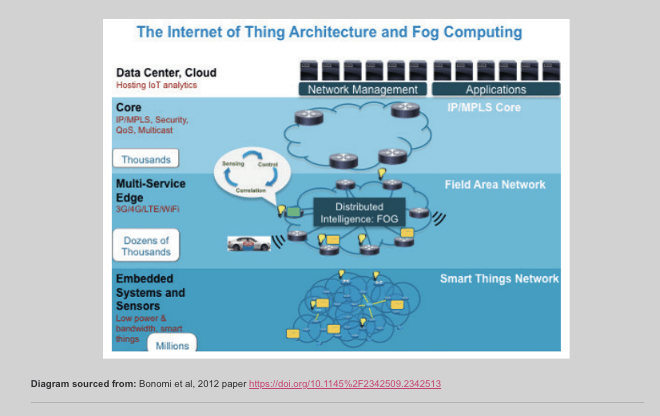 The Internet of Thing Architecture and Fog Computing
Data Center, Cloud
Hosting IoT analytics
Network Management
Applications
Core
IP/MPLS, Security,
QoS, Multicast
Thousands
IP/MPLS Core
Sensing
Control
Correlation
Multi-Service
Edge
3G/4G/LTE/WiFi
Dozens of
Thousands
Field Area Network
Distributed
Intelligence: FOG
Embedded
Systems and
Sensors
Low power &
bandwidth, smart
things
Millions
Smart Things Network
Diagram sourced from: Bonomi et al, 2012 paper https://doi.org/10.1145%2F2342509.2342513